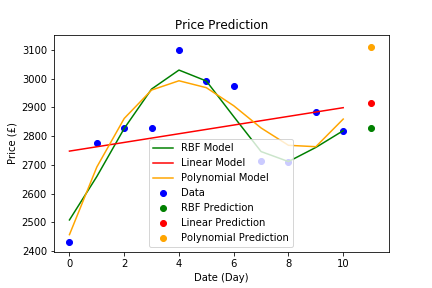 Price Prediction
3100
3000
2900
2800
2700
2600
2500
2400
Price (£)
RBF Model
Linear Model
Polynomial Model
Data
RBF Prediction
Linear Prediction
Polynomial Prediction
0 2 4 6 8 10
Date (Day)